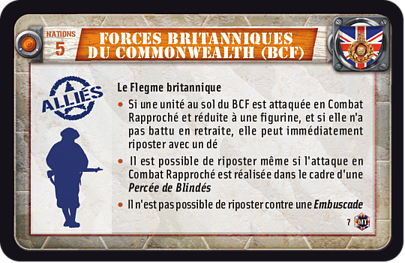 NATIONS
5
FORCES BRITANNIQUES
DU COMMONWEALTH (BCF)
ALLIES
Le Flegme britannique
• Si une unité au sol du BCF est attaquée en Combat
Rapproché et réduite à une figurine, et si elle n'a
pas battu en retraite, elle peut immédiatement
riposter avec un dé
• Il est possible de riposter même si l'attaque en
Combat Rapproché est réalisée dans le cadre d'une
Percée de Blindés
• Il n'est pas possible de riposter contre une Embuscade
7
MT